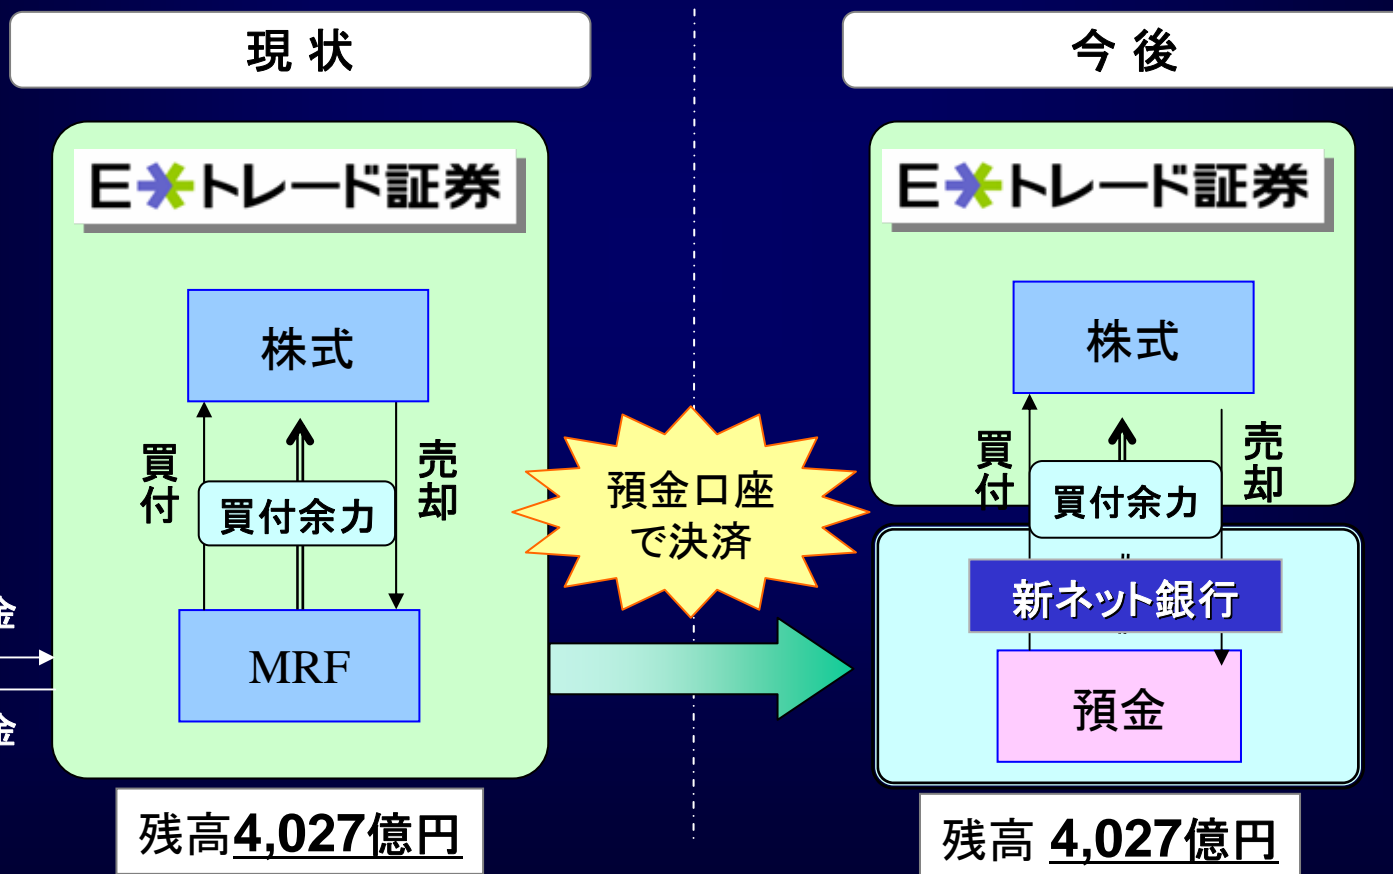 現 状
E*トレード証券
株式
買付
売却
買付余力
MRF
金
金
残高4,027億円
預金口座
で決済
今 後
E*トレード証券
株式
買付
売却
買付余力
新ネット銀行
預金
残高 4,027億円